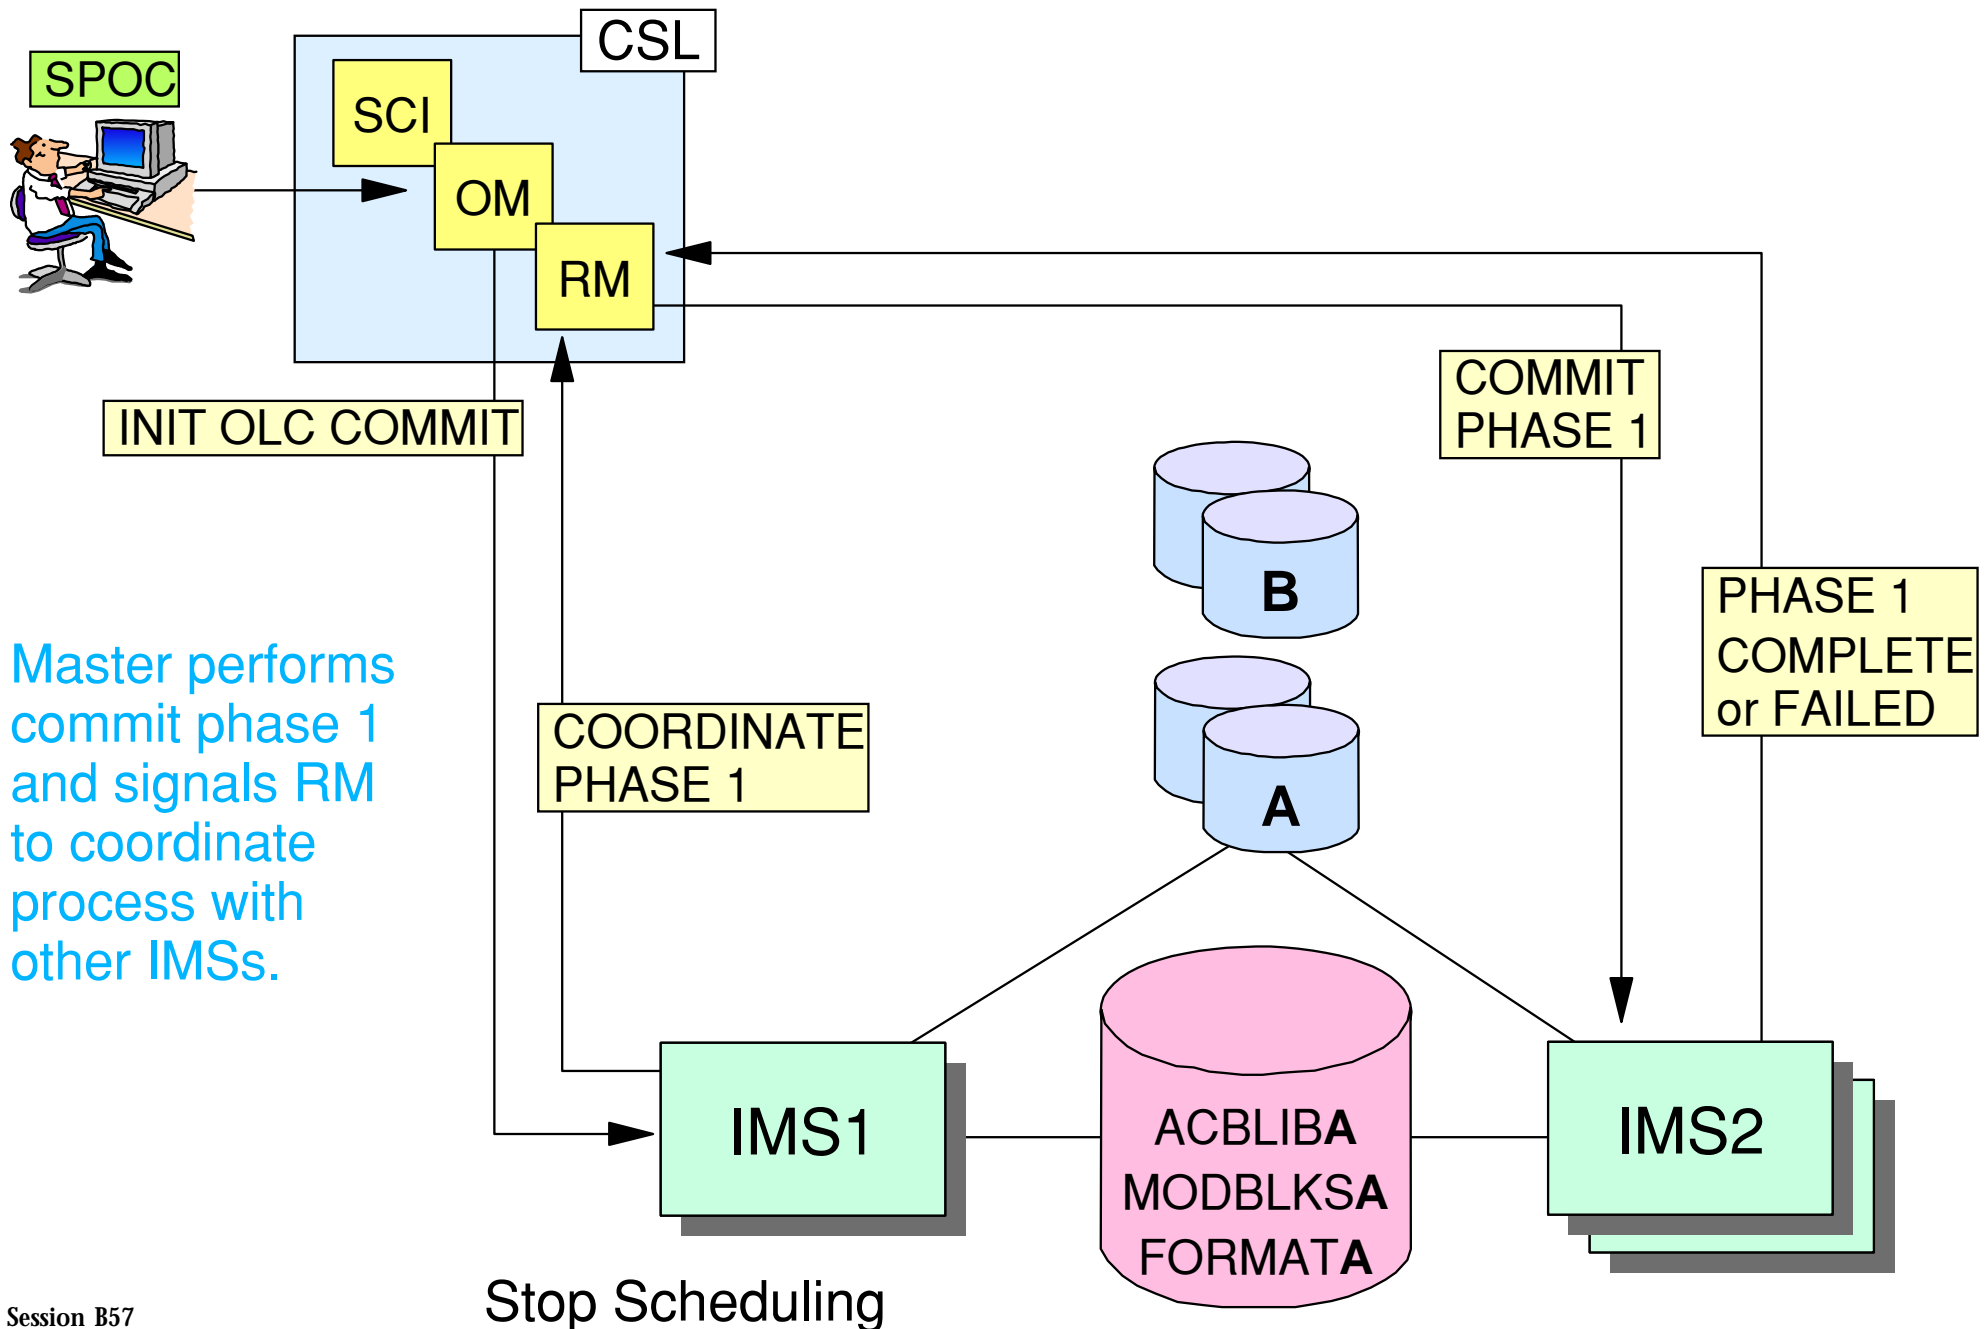 CSL
SPOC
SCI
OM
RM
INIT OLC COMMIT
COMMIT
PHASE 1
B
PHASE 1
COMPLETE
or FAILED
Master performs
commit phase 1
and signals RM
to coordinate
process with
other IMSs.
COORDINATE
PHASE 1
A
IMS1
ACBLIBA
MODBLKSA
FORMATA
IMS2
Stop Scheduling
Session B57